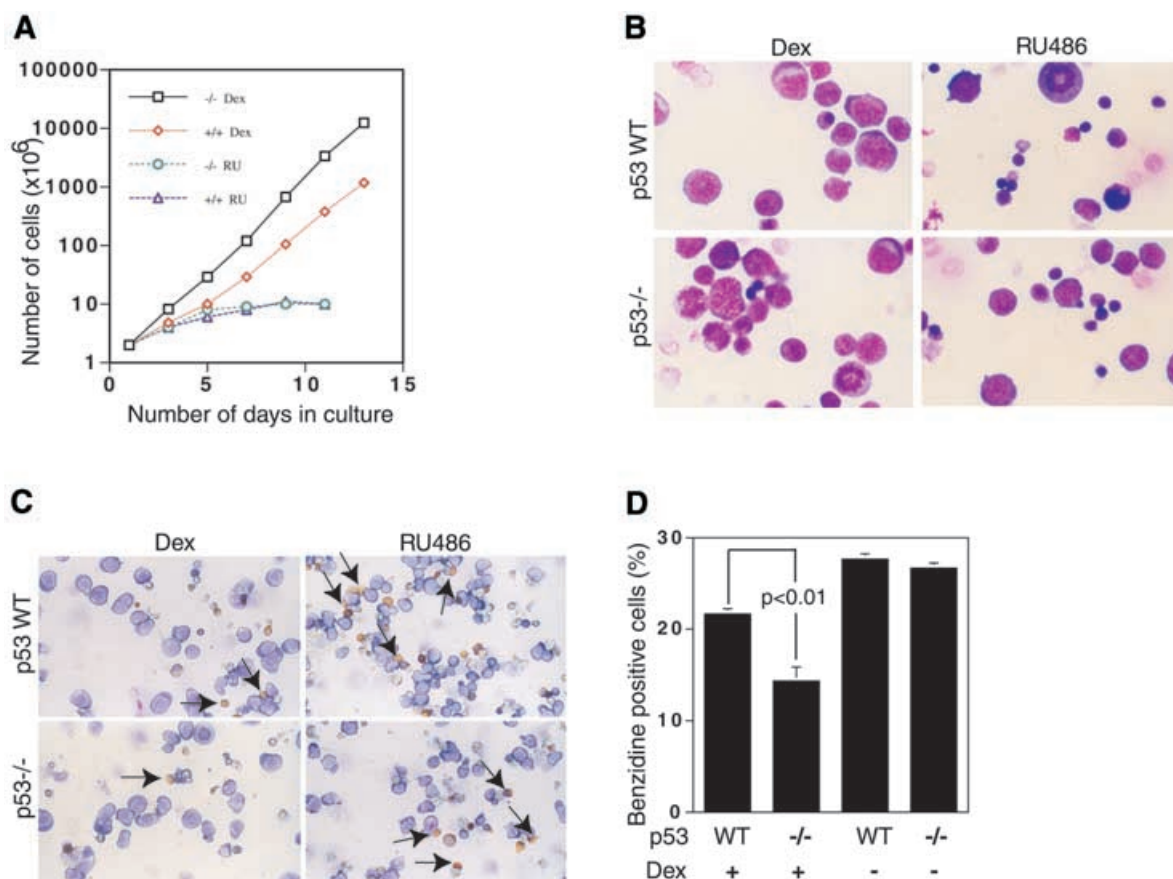 A
100000
10000
1000
100
10
1
Number of cells (x10⁶)
-/- Dex
+/+ Dex
-/- RU
+/+ RU
0 5 10 15
Number of days in culture
B
Dex RU486
p53 WT
p53-/-
C
Dex RU486
p53 WT
p53-/-
D
30
20
10
0
Benzidine positive cells (%)
p<0.01
p53 WT -/- WT -/-
Dex + + - -